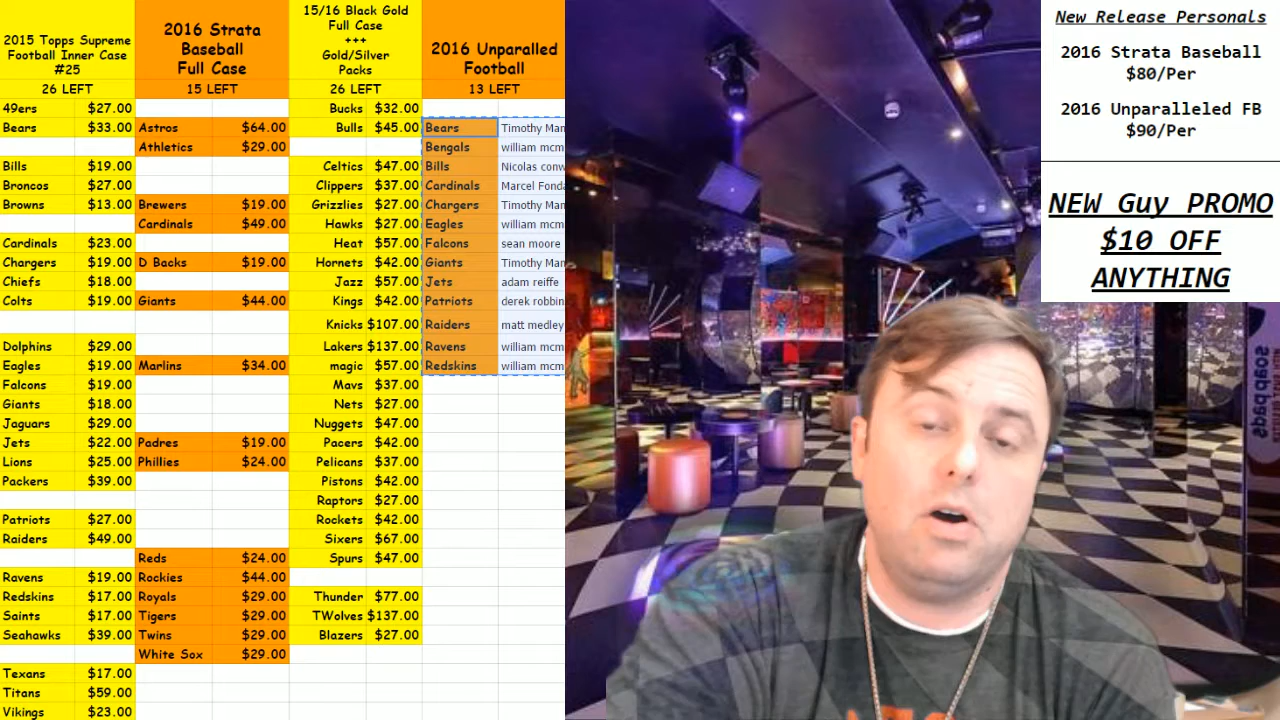 2015 Topps Supreme
Football Inner Case
#25
26 LEFT
49ers $27.00
Bears $33.00
Bills $19.00
Broncos $27.00
Browns $13.00
Cardinals $23.00
Chargers $19.00
Chiefs $18.00
Colts $19.00
Dolphins $29.00
Eagles $19.00
Falcons $19.00
Giants $18.00
Jaguars $29.00
Jets $22.00
Lions $25.00
Packers $39.00
Patriots $27.00
Raiders $49.00
Ravens $19.00
Redskins $17.00
Saints $17.00
Seahawks $39.00
Texans $17.00
Titans $59.00
Vikings $23.00
2016 Strata
Baseball
Full Case
15 LEFT
Astros $64.00
Athletics $29.00
Brewers $19.00
Cardinals $49.00
D Backs $19.00
Giants $44.00
Marlins $34.00
Padres $19.00
Phillies $24.00
Reds $24.00
Rockies $44.00
Royals $29.00
Tigers $29.00
Twins $29.00
White Sox $29.00
15/16 Black Gold
Full Case
+++
Gold/Silver
Packs
26 LEFT
Bucks $32.00
Bulls $45.00
Celtics $47.00
Clippers $37.00
Grizzlies $27.00
Hawks $27.00
Heat $57.00
Hornets $42.00
Jazz $57.00
Kings $42.00
Knicks $107.00
Lakers $137.00
magic $57.00
Mavs $37.00
Nets $27.00
Nuggets $47.00
Pacers $42.00
Pelicans $37.00
Pistons $42.00
Raptors $27.00
Rockets $42.00
Sixers $67.00
Spurs $47.00
Thunder $77.00
TWolves $137.00
Blazers $27.00
2016 Unparalled
Football
13 LEFT
Bears Timothy Man
Bengals william mcm
Bills Nicolas conw
Cardinals Marcel Fonda
Chargers Timothy Man
Eagles william mcm
Falcons sean moore
Giants Timothy Man
Jets adam reiffe
Patriots derek robbin
Raiders matt medley
Ravens william mcm
Redskins william mcm
New Release Personals
2016 Strata Baseball
$80/Per
2016 Unparalleled FB
$90/Per
NEW Guy PROMO
$10 OFF
ANYTHING